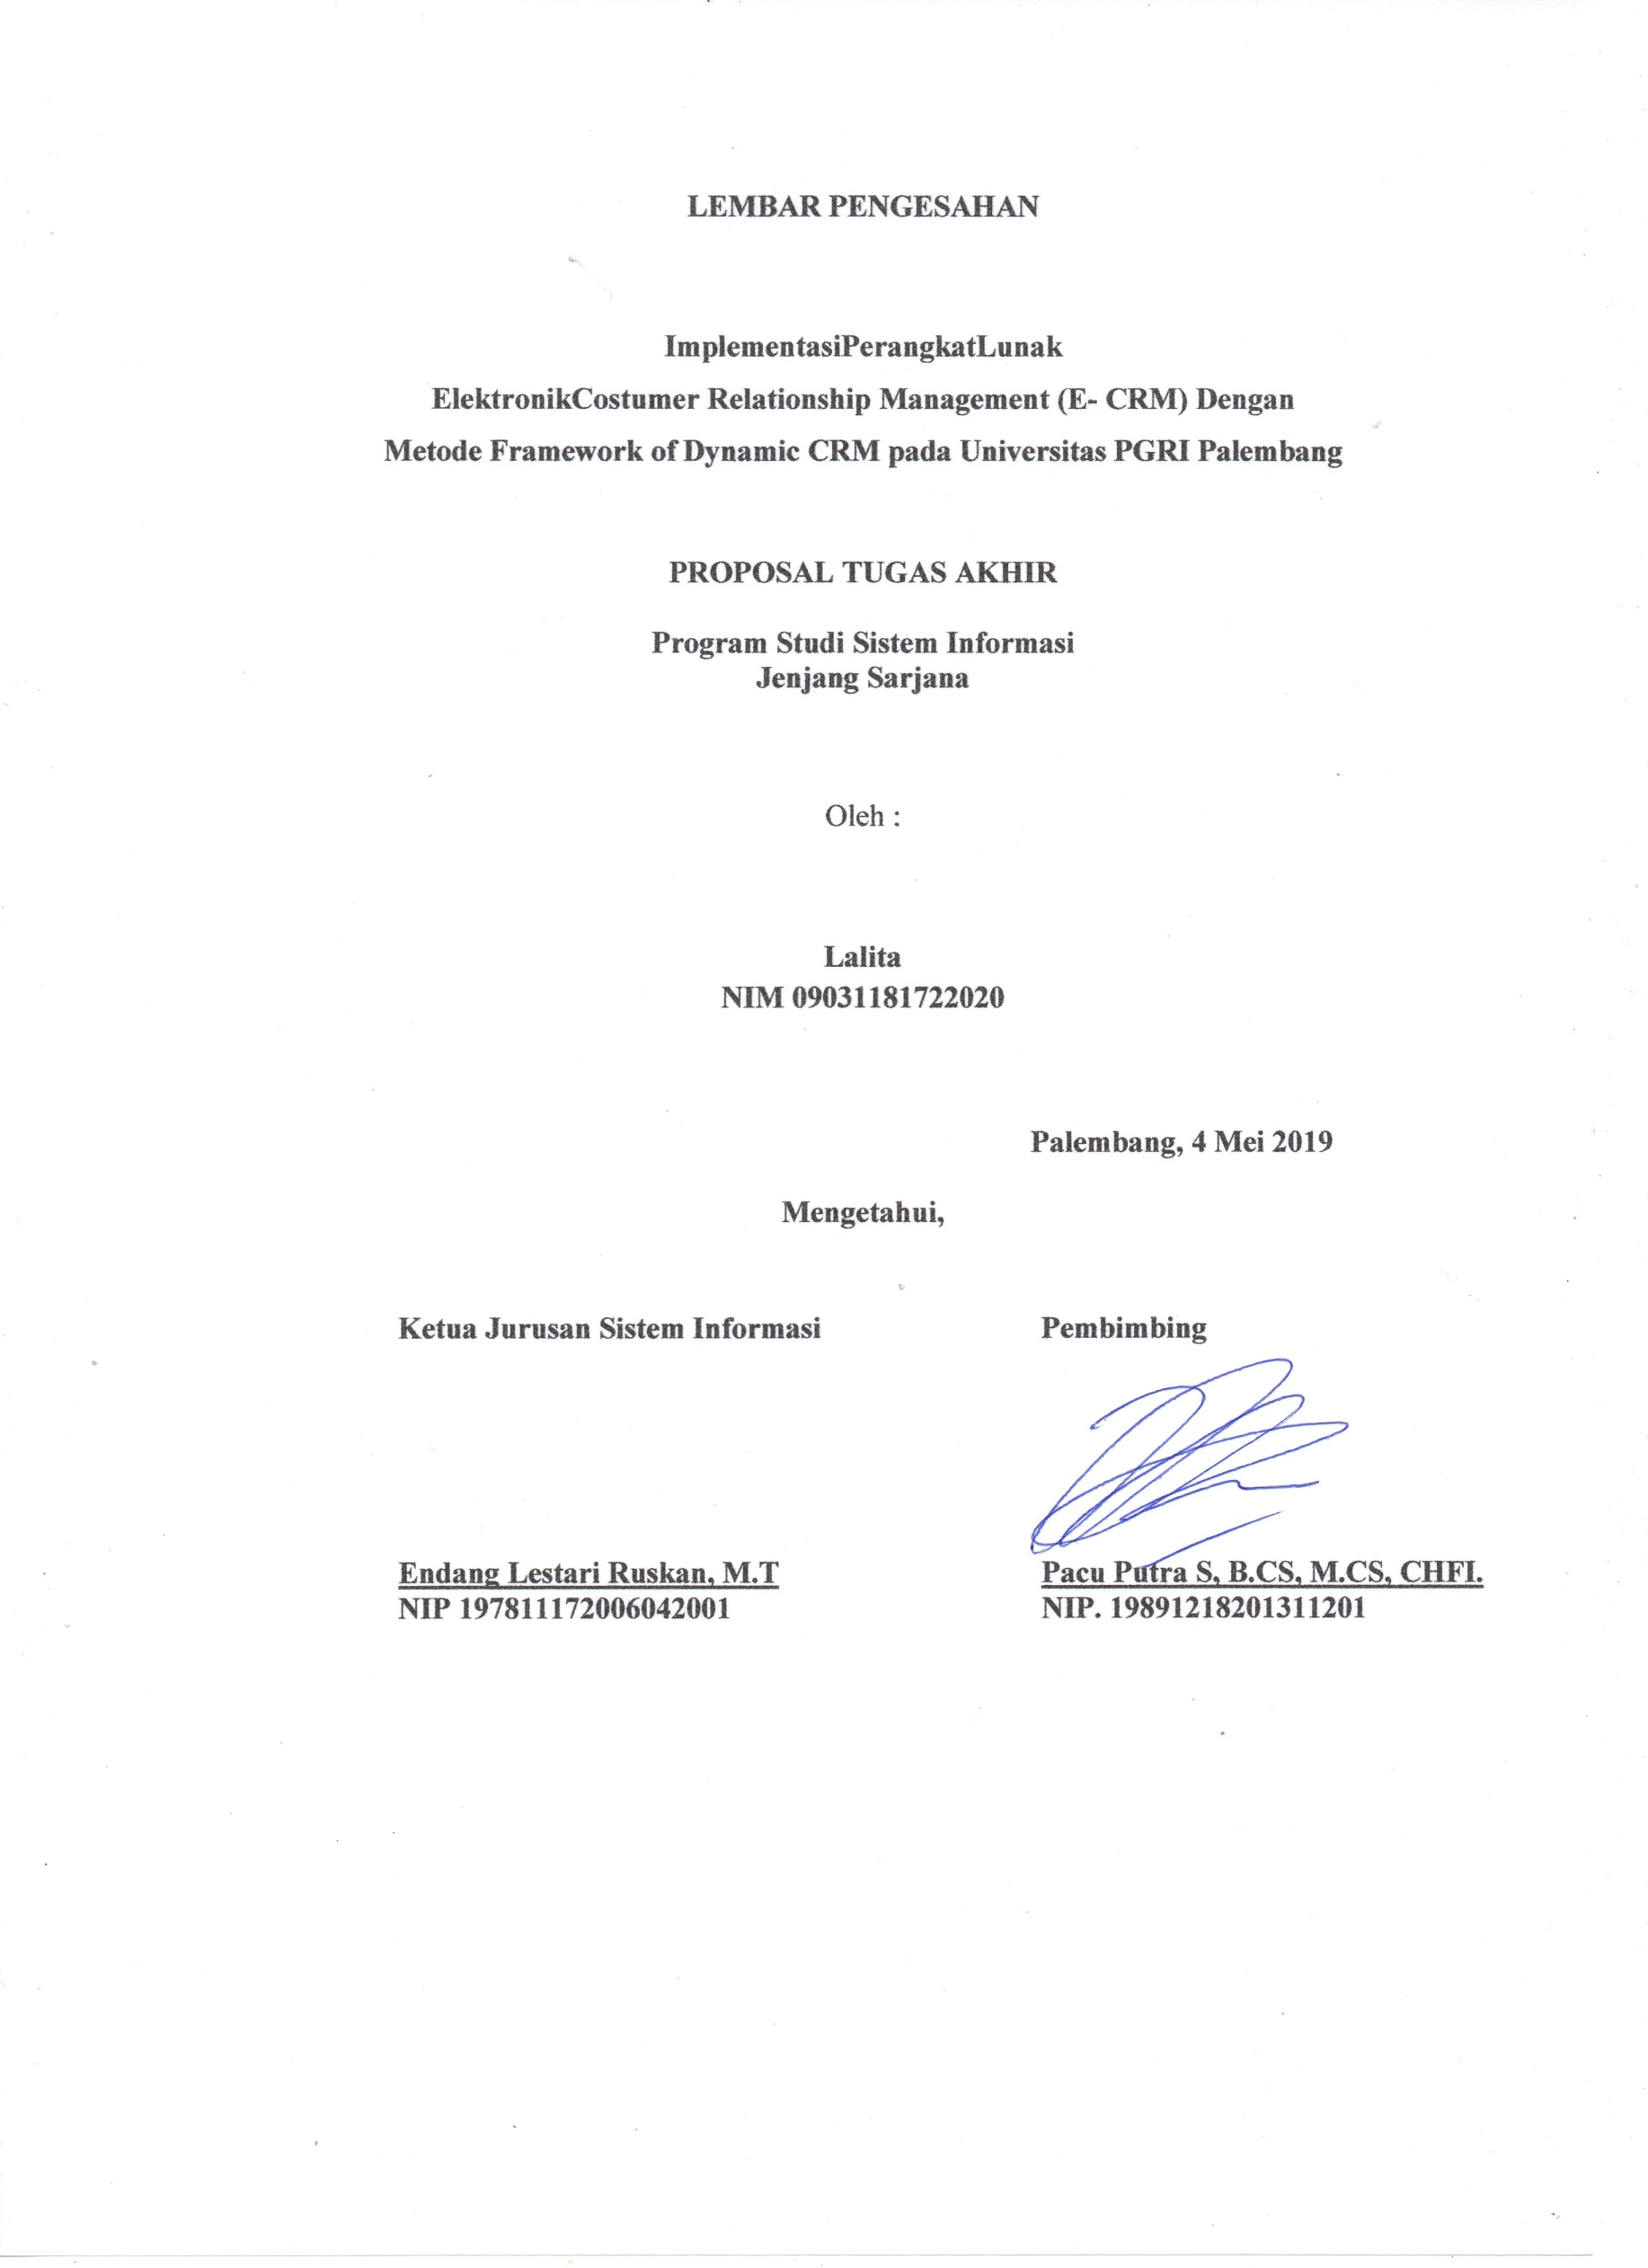 LEMBAR PENGESAHAN
ImplementasiPerangkatLunak
ElektronikCostumer Relationship Management (E- CRM) Dengan
Metode Framework of Dynamic CRM pada Universitas PGRI Palembang
PROPOSAL TUGAS AKHIR
Program Studi Sistem Informasi
Jenjang Sarjana
Oleh :
Lalita
NIM 09031181722020
Palembang, 4 Mei 2019
Mengetahui,
Ketua Jurusan Sistem Informasi
Pembimbing
Endang Lestari Ruskan, M.T
NIP 197811172006042001
Pacu Putra S, B.CS, M.CS, CHFI.
NIP. 19891218201311201